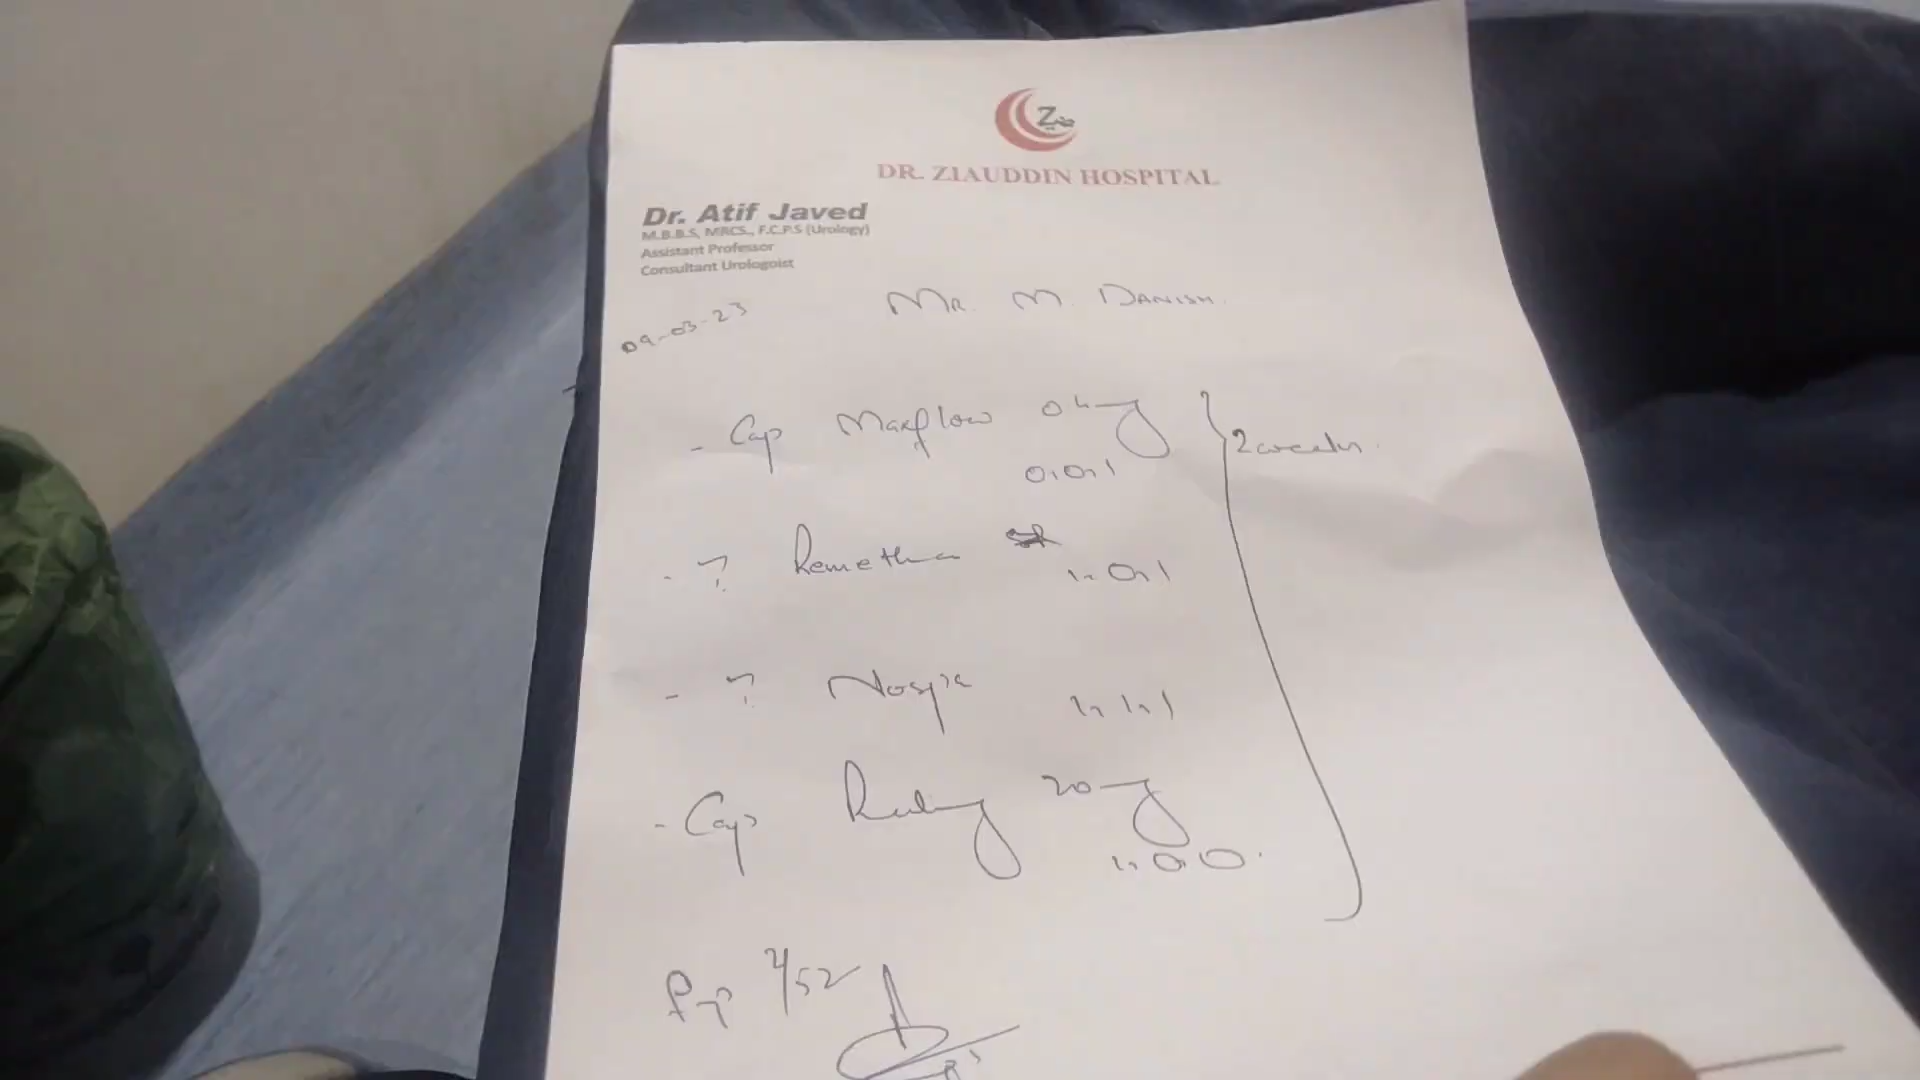 Z ضیا
DR. ZIAUDDIN HOSPITAL
Dr. Atif Javed
M.B.B.S, MRCS., F.C.P.S (Urology)
Assistant Professor
Consultant Urologoist
09-03-23
MR. M. DANISH.
- Cap Maxflow 0.4mg } 2 weeks.
0.0.1
Remethan
1.0.1
Nospa
1.1.1
- Cap 20mg
1.0.0.
2/52